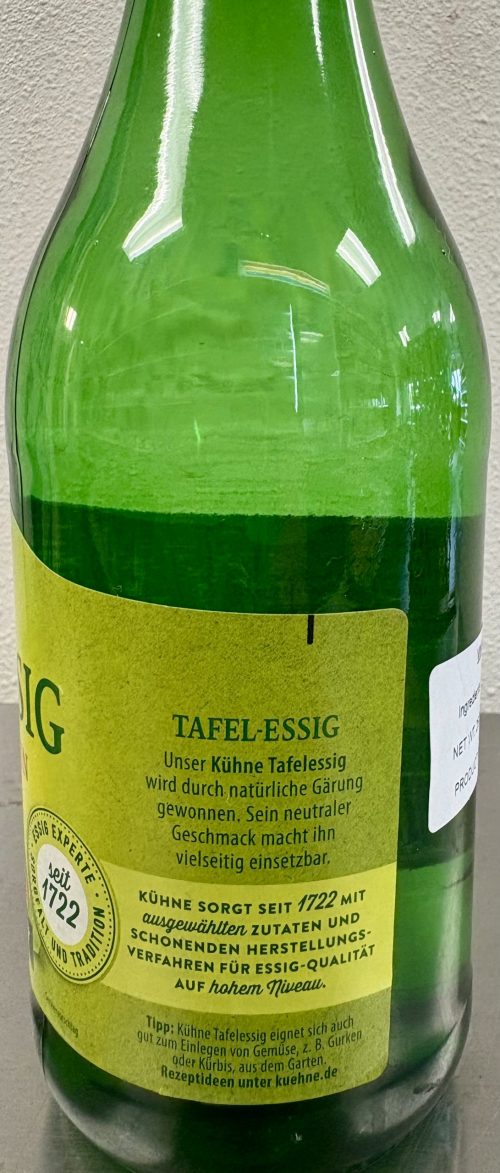 SIG
N
ESSIG EXPERTE
seit
1722
UND TRADITION
TAFEL-ESSIG
Unser Kühne Tafelessig
wird durch natürliche Gärung
gewonnen. Sein neutraler
Geschmack macht ihn
vielseitig einsetzbar.
KÜHNE SORGT SEIT 1722 MIT
ausgewählten ZUTATEN UND
SCHONENDEN HERSTELLUNGS-
VERFAHREN FÜR ESSIG-QUALITÄT
AUF hohem Niveau.
Tipp: Kühne Tafelessig eignet sich auch
gut zum Einlegen von Gemüse, z. B. Gurken
oder Kürbis, aus dem Garten.
Rezeptideen unter kuehne.de
NET WT
PRODU